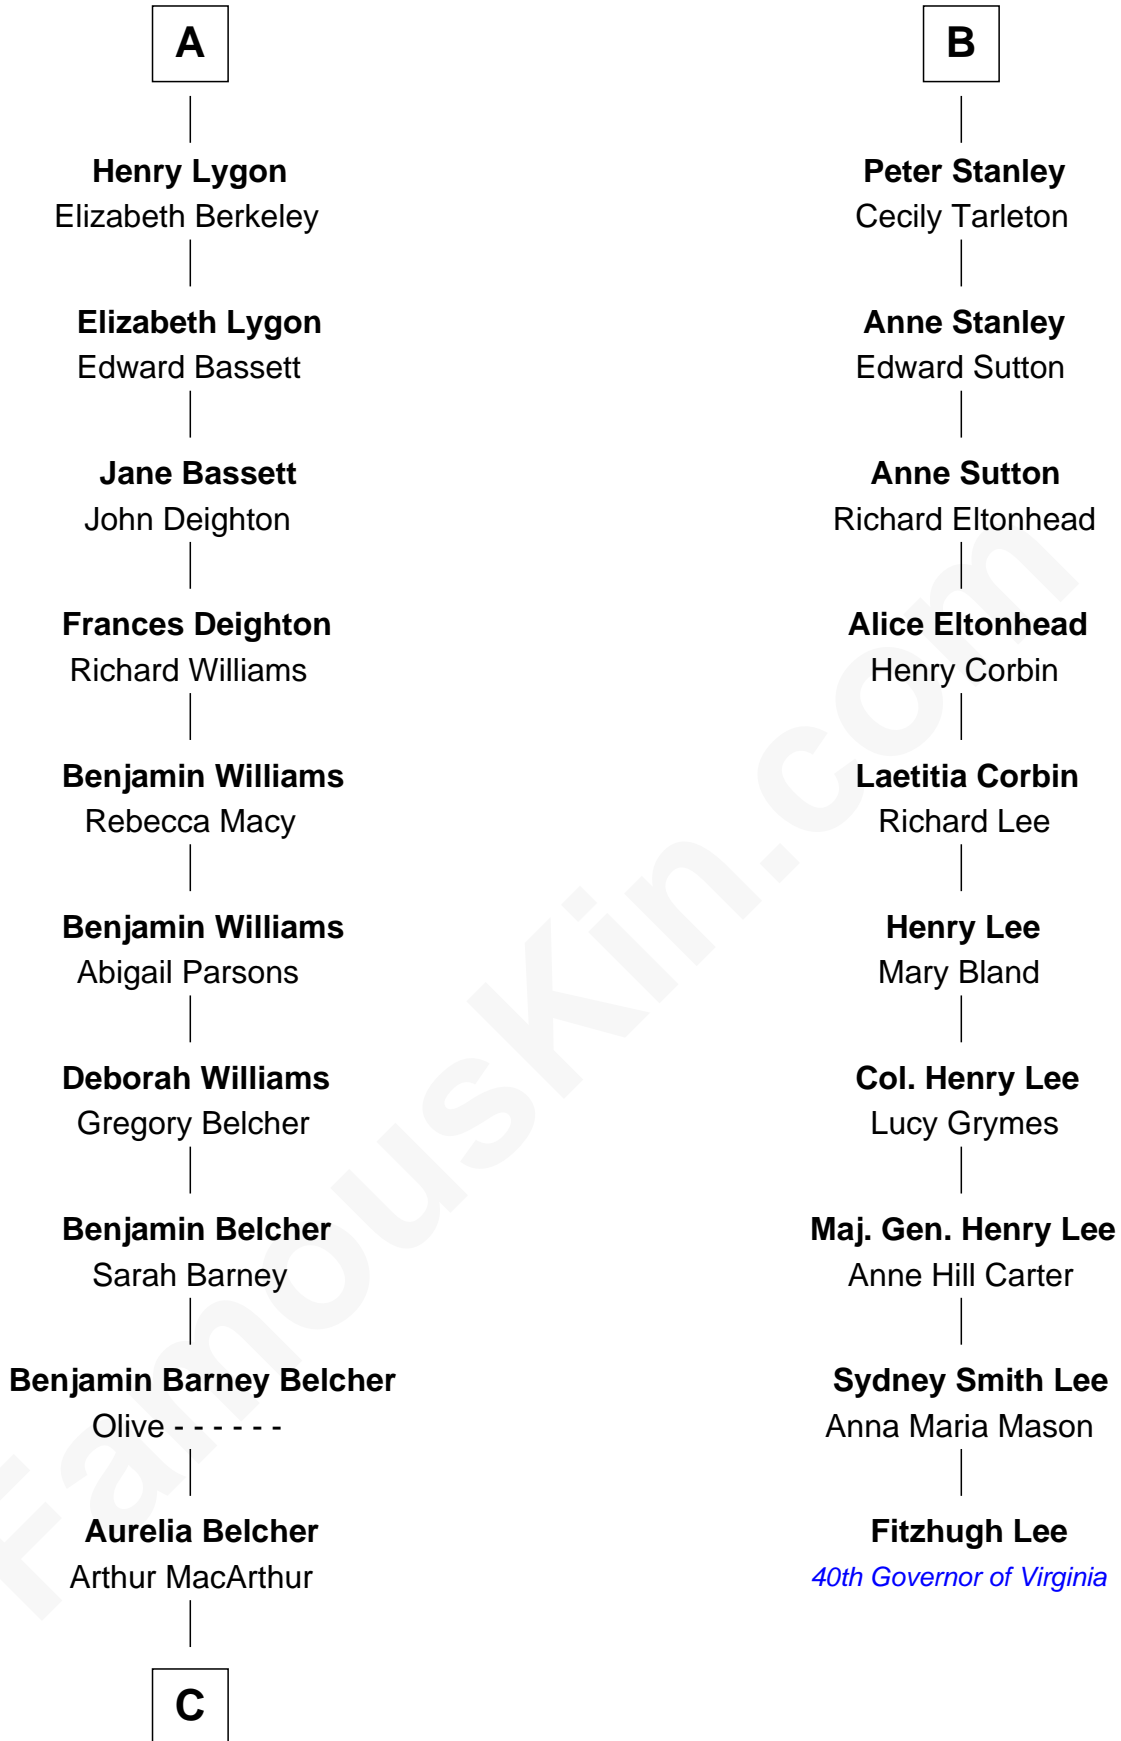 A
Henry Lygon
Elizabeth Berkeley
Elizabeth Lygon
Edward Bassett
Jane Bassett
John Deighton
Frances Deighton
Richard Williams
Benjamin Williams
Rebecca Macy
Benjamin Williams
Abigail Parsons
Deborah Williams
Gregory Belcher
Benjamin Belcher
Sarah Barney
Benjamin Barney Belcher
Olive - - - - - -
Aurelia Belcher
Arthur MacArthur
C
B
Peter Stanley
Cecily Tarleton
Anne Stanley
Edward Sutton
Anne Sutton
Richard Eltonhead
Alice Eltonhead
Henry Corbin
Laetitia Corbin
Richard Lee
Henry Lee
Mary Bland
Col. Henry Lee
Lucy Grymes
Maj. Gen. Henry Lee
Anne Hill Carter
Sydney Smith Lee
Anna Maria Mason
Fitzhugh Lee
40th Governor of Virginia
FamousKin.com